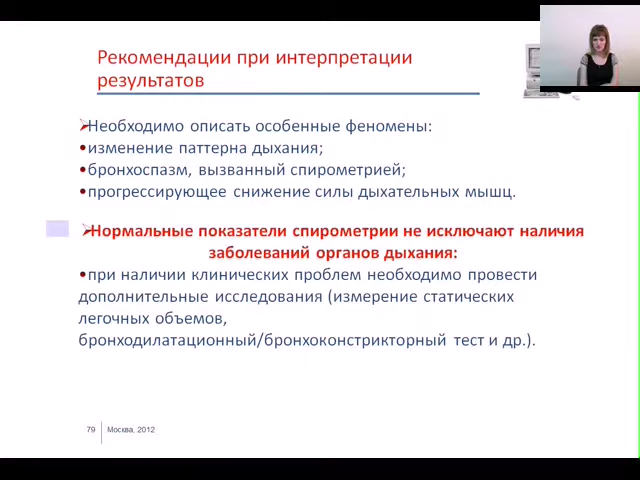 Рекомендации при интерпретации
результатов
Необходимо описать особенные феномены:
•изменение паттерна дыхания;
•бронхоспазм, вызванный спирометрией;
•прогрессирующее снижение силы дыхательных мышц.
Нормальные показатели спирометрии не исключают наличия
заболеваний органов дыхания:
•при наличии клинических проблем необходимо провести
дополнительные исследования (измерение статических
легочных объемов,
бронходилатационный/бронхоконстрикторный тест и др.).
79 Москва, 2012